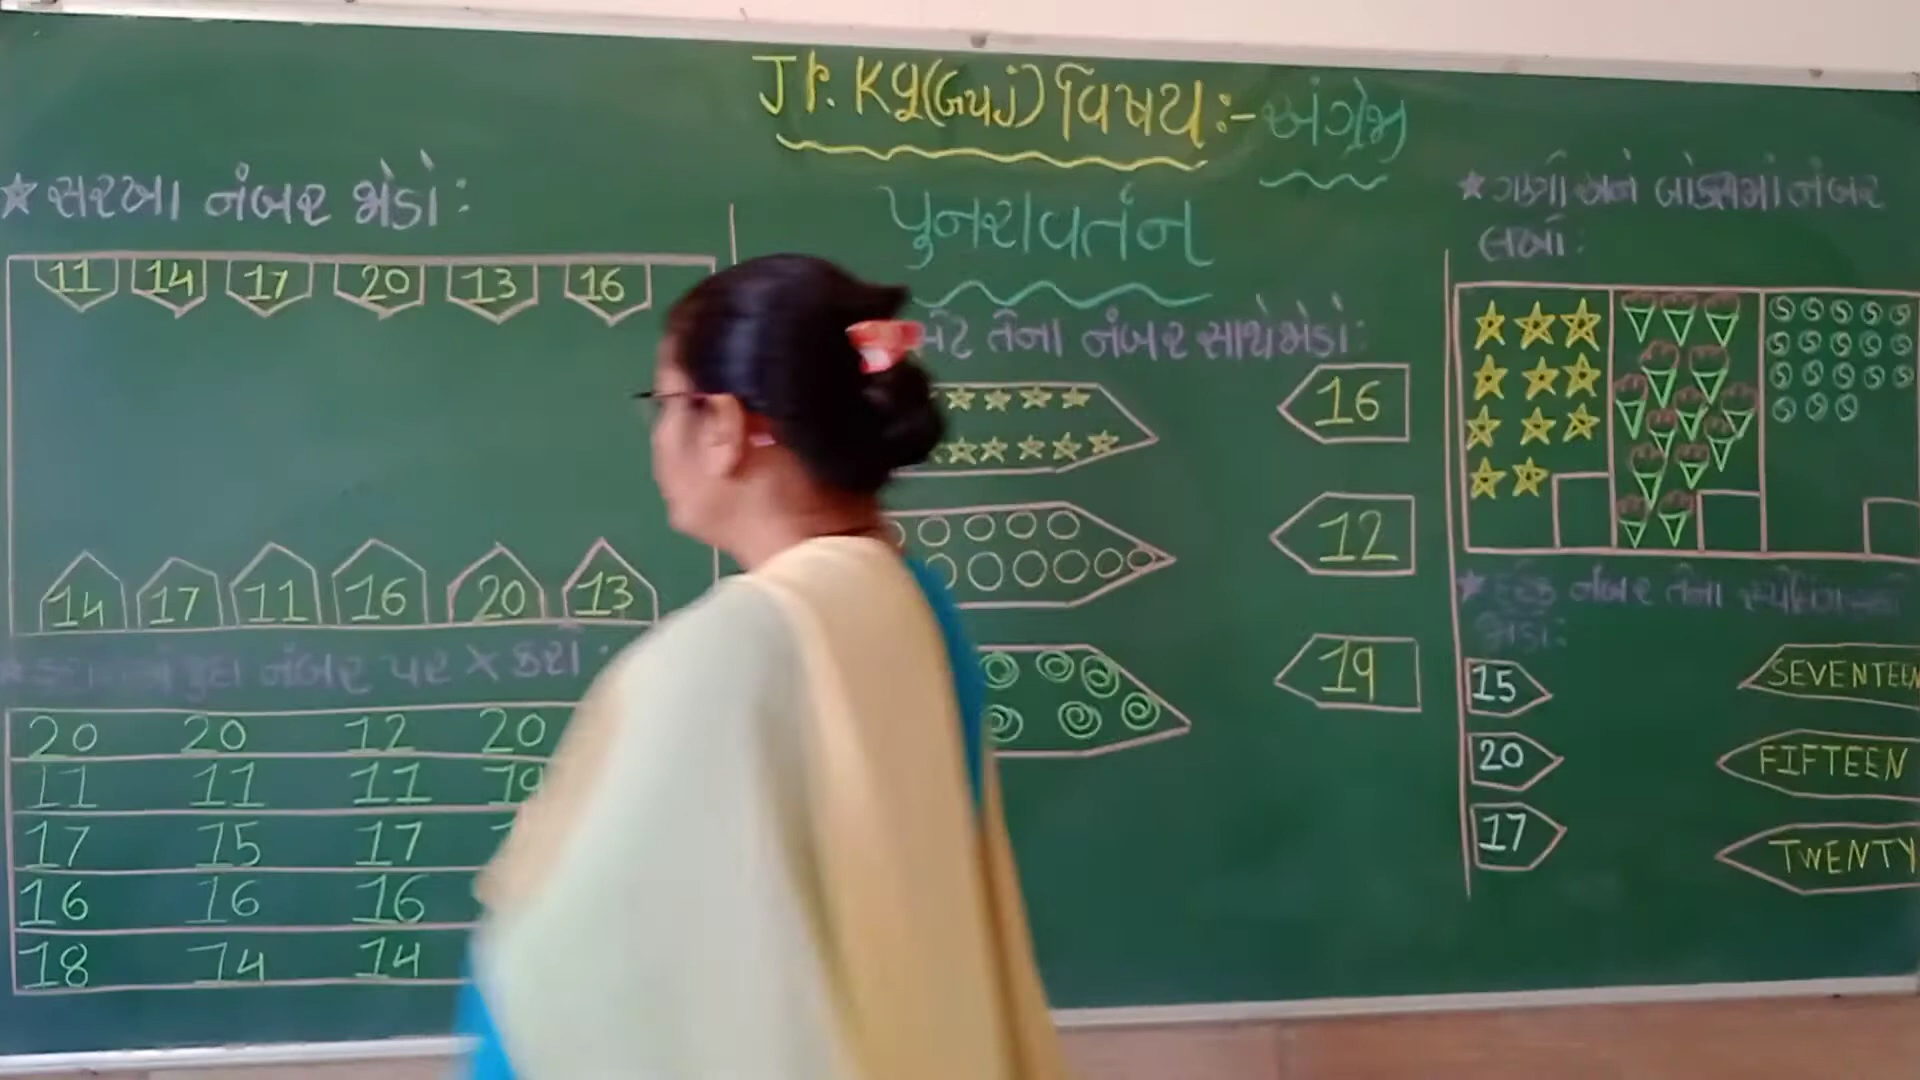 Jr. Kg(Guj) વિષય :- અંગ્રેજી
પુનરાવર્તન
★ સરખા નંબર જોડો :
11 14 17 20 13 16
14 17 11 16 20 13
નંબર પર X કરો :
20 20 12 20
11 11 11 19
17 15 17
16 16 16
18 14 14
તેના નંબર સાથે જોડો :
16
12
19
★ ગણો અને બોક્સમાં નંબર
લખો :
★ દરેક નંબર તેના
જોડો :
15 SEVENTEEN
20 FIFTEEN
17 TWENTY